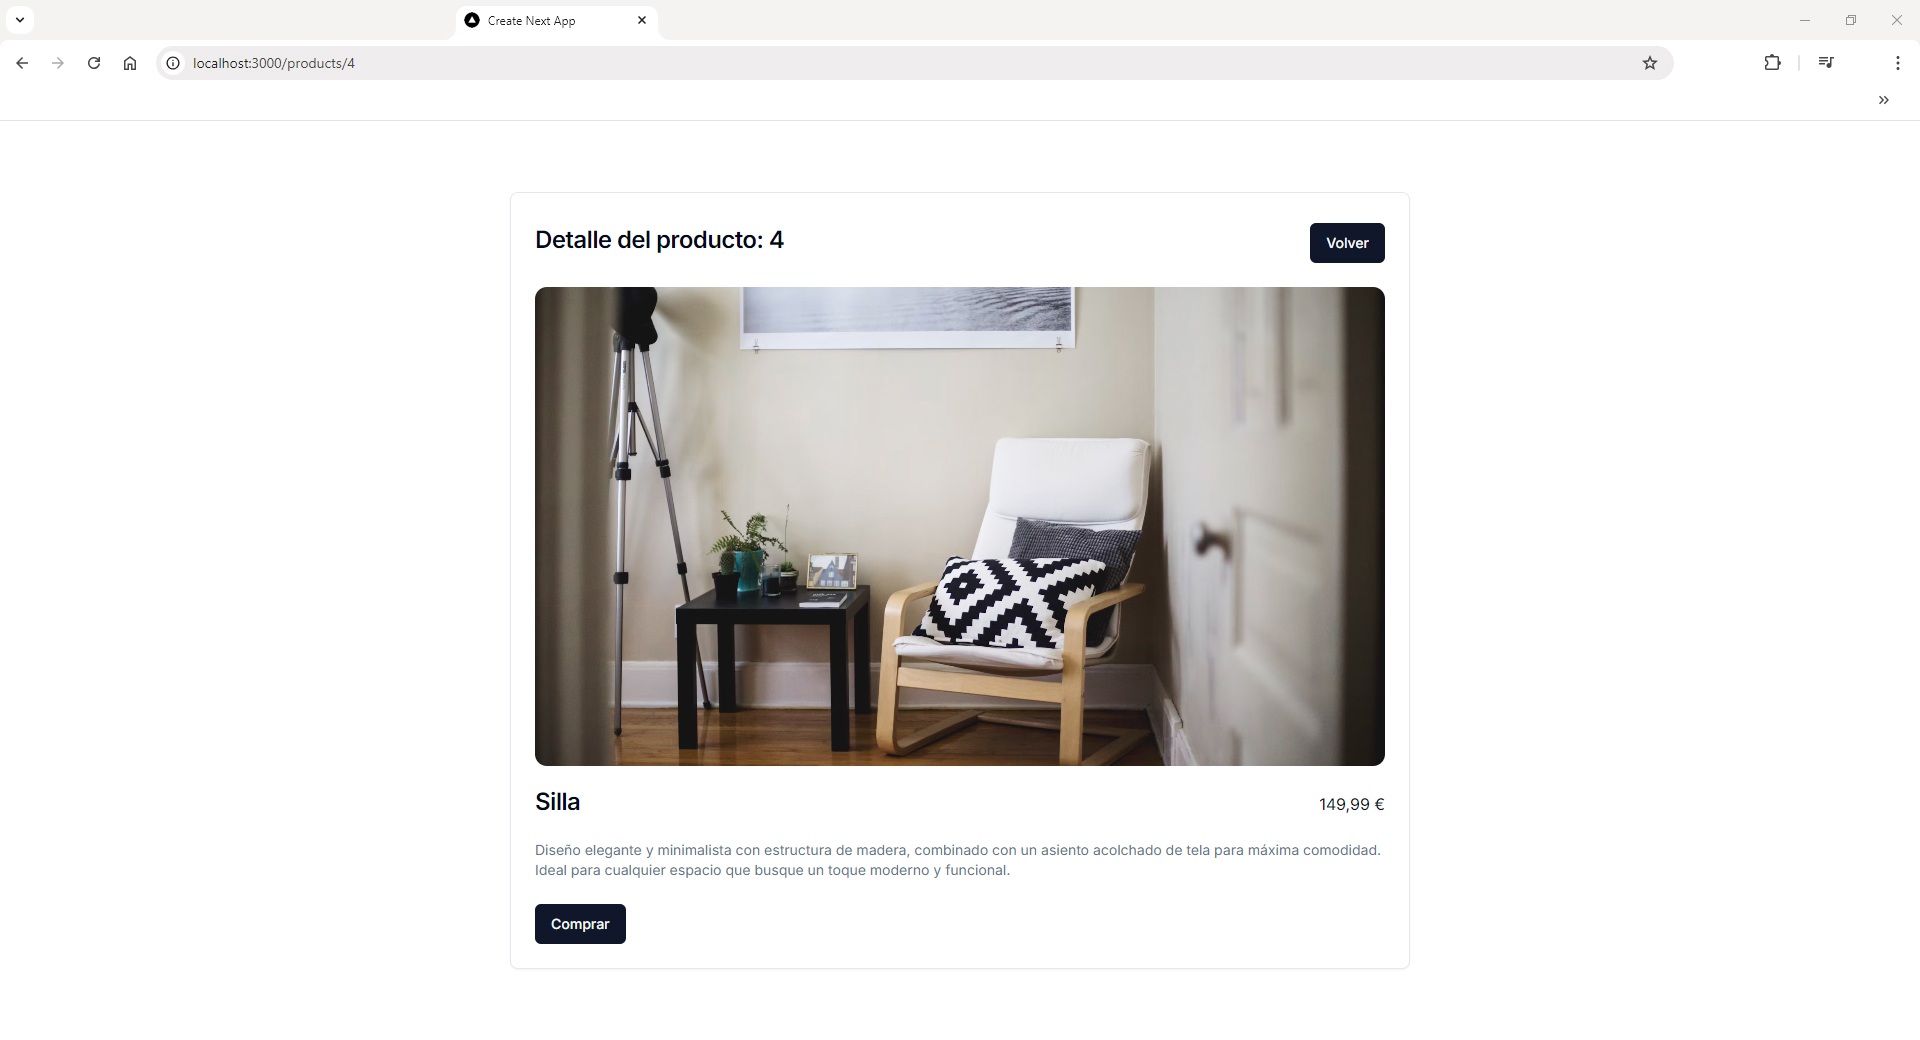 Create Next App
localhost:3000/products/4
Detalle del producto: 4
Volver
Silla
149,99 €
Diseño elegante y minimalista con estructura de madera, combinado con un asiento acolchado de tela para máxima comodidad.
Ideal para cualquier espacio que busque un toque moderno y funcional.
Comprar